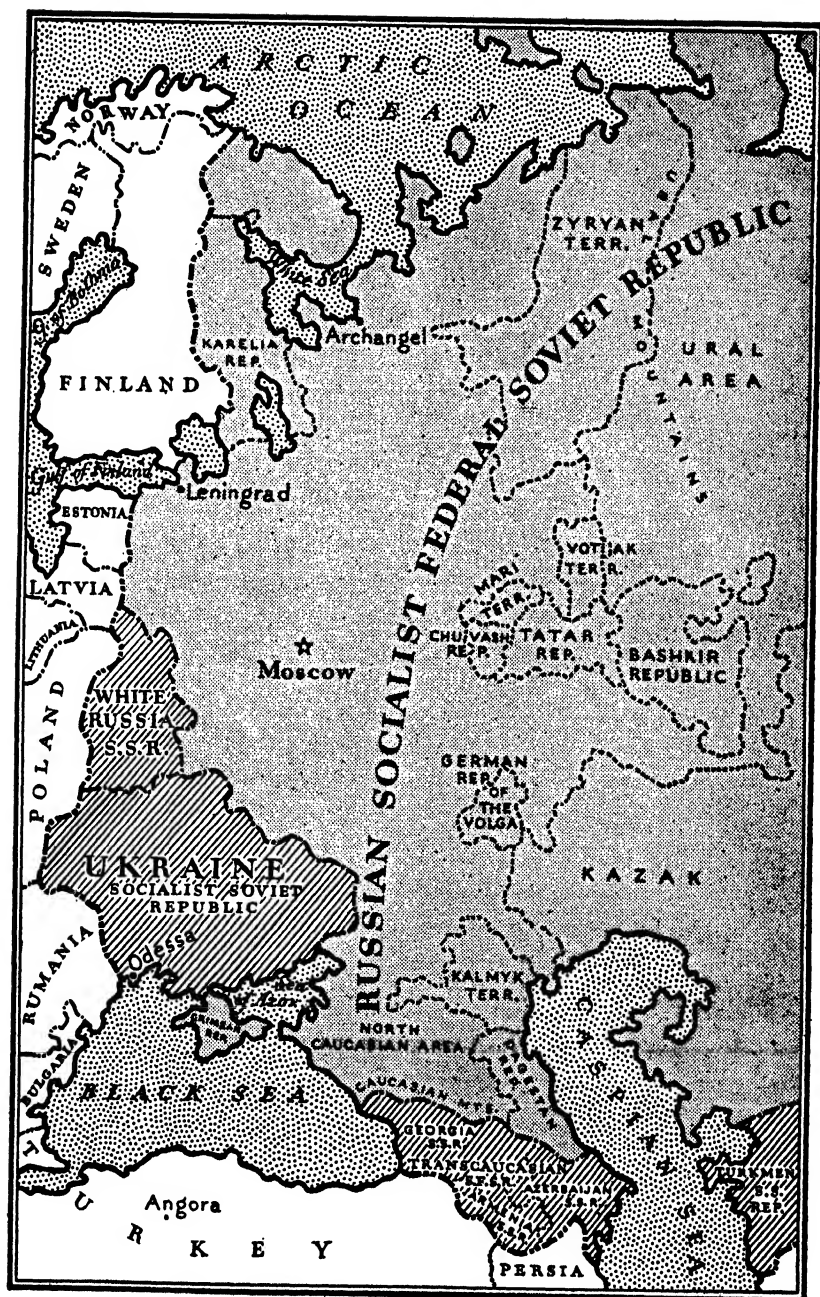 ARCTIC
OCEAN
NORWAY
SWEDEN
G. of Bothnia
FINLAND
White Sea
Archangel
KARELIA
REP.
ZYRYAN
TERR.
URAL
MOUNTAINS
URAL
AREA
RUSSIAN SOCIALIST FEDERAL SOVIET REPUBLIC
Gulf of Finland
Leningrad
ESTONIA
LATVIA
LITHUANIA
POLAND
WHITE
RUSSIA
S.S.R.
Moscow
VOTIAK
TERR.
MARI
TERR.
CHUVASH
REP.
TATAR
REP.
BASHKIR
REPUBLIC
GERMAN
REP.
OF
THE
VOLGA
KAZAK
UKRAINE
SOCIALIST SOVIET
REPUBLIC
Odessa
RUMANIA
BULGARIA
Sea
of Azov
CRIMEAN
REP.
KALMYK
TERR.
NORTH
CAUCASIAN AREA
DAGESTAN
REP.
CAUCASIAN MTS.
BLACK SEA
CASPIAN SEA
GEORGIA
S.S.R.
TRANSCAUCASIAN
S.F.S.R.
AZERBAIJAN
S.S.R.
TURKMEN
S.S.
REP.
Angora
TURKEY
PERSIA